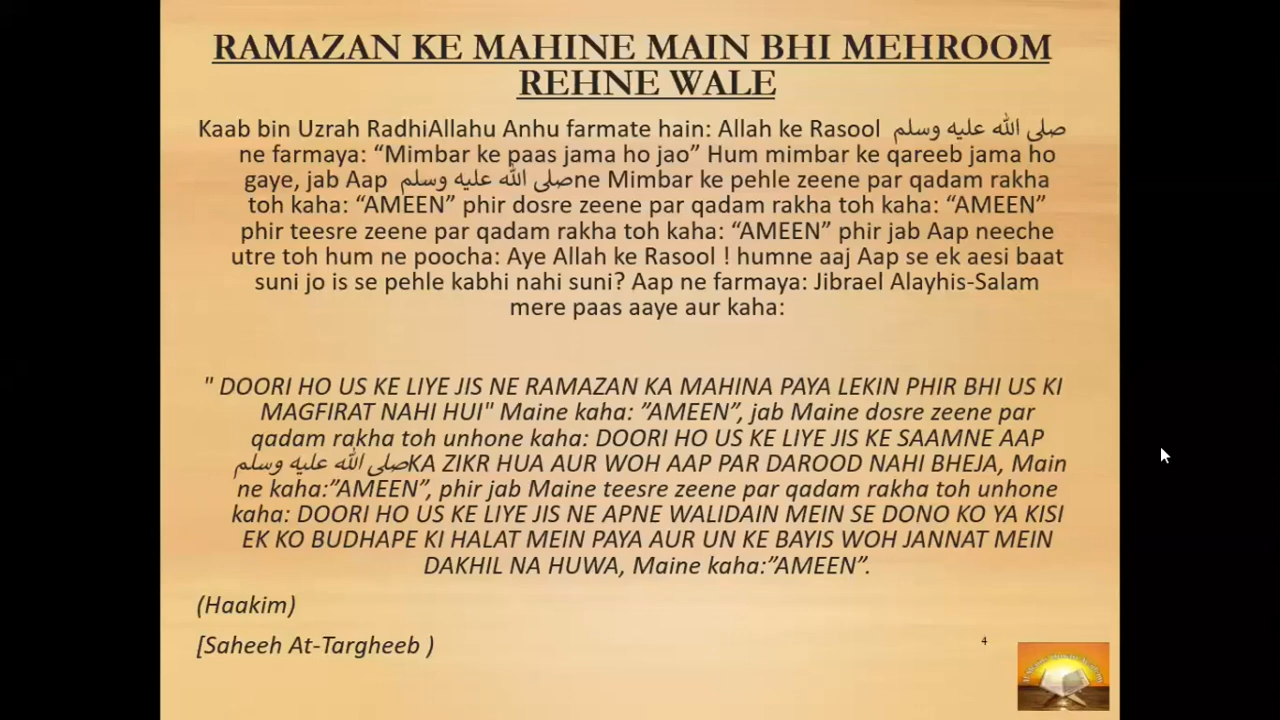 RAMAZAN KE MAHINE MAIN BHI MEHROOM
REHNE WALE
Kaab bin Uzrah RadhiAllahu Anhu farmate hain: Allah ke Rasool صلى الله عليه وسلم
ne farmaya: “Mimbar ke paas jama ho jao” Hum mimbar ke qareeb jama ho
gaye, jab Aap صلى الله عليه وسلمne Mimbar ke pehle zeene par qadam rakha
toh kaha: “AMEEN” phir dosre zeene par qadam rakha toh kaha: “AMEEN”
phir teesre zeene par qadam rakha toh kaha: “AMEEN” phir jab Aap neeche
utre toh hum ne poocha: Aye Allah ke Rasool ! humne aaj Aap se ek aesi baat
suni jo is se pehle kabhi nahi suni? Aap ne farmaya: Jibrael Alayhis-Salam
mere paas aaye aur kaha:
" DOORI HO US KE LIYE JIS NE RAMAZAN KA MAHINA PAYA LEKIN PHIR BHI US KI
MAGFIRAT NAHI HUI" Maine kaha: ”AMEEN”, jab Maine dosre zeene par
qadam rakha toh unhone kaha: DOORI HO US KE LIYE JIS KE SAAMNE AAP
صلى الله عليه وسلمKA ZIKR HUA AUR WOH AAP PAR DAROOD NAHI BHEJA, Main
ne kaha:”AMEEN”, phir jab Maine teesre zeene par qadam rakha toh unhone
kaha: DOORI HO US KE LIYE JIS NE APNE WALIDAIN MEIN SE DONO KO YA KISI
EK KO BUDHAPE KI HALAT MEIN PAYA AUR UN KE BAYIS WOH JANNAT MEIN
DAKHIL NA HUWA, Maine kaha:”AMEEN”.
(Haakim)
[Saheeh At-Targheeb )
4